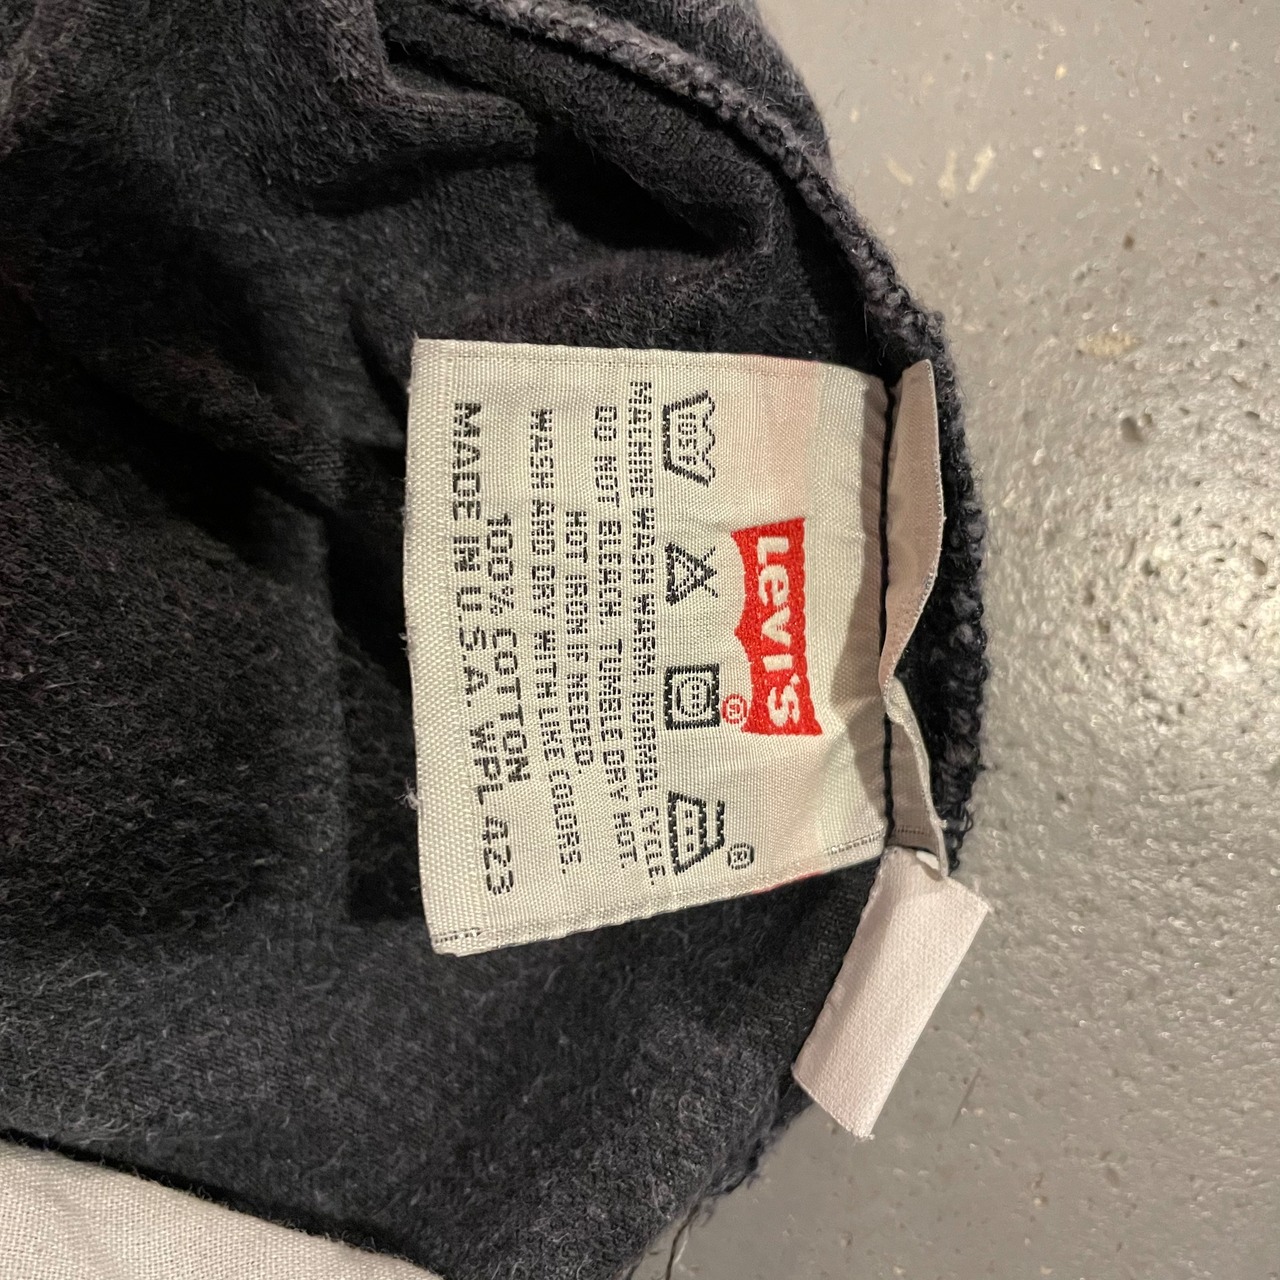 Levi's®
®
MACHINE WASH WARM, NORMAL CYCLE.
DO NOT BLEACH. TUMBLE DRY HOT.
HOT IRON IF NEEDED.
WASH AND DRY WITH LIKE COLORS.
100% COTTON
MADE IN U.S.A. WPL 423